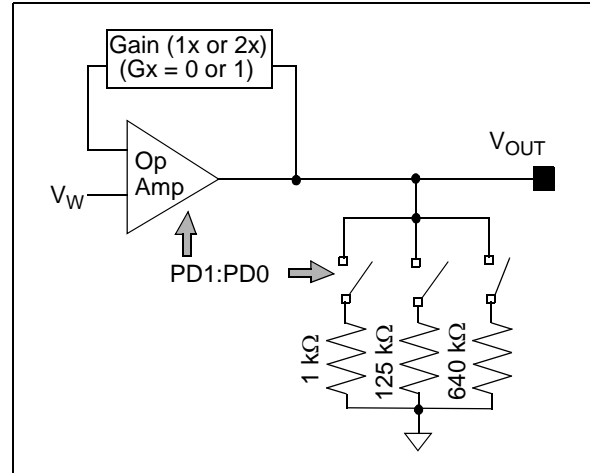 Gain (1x or 2x)
(Gx = 0 or 1)
Op
Amp
VW
VOUT
PD1:PD0
1 kΩ
125 kΩ
640 kΩ